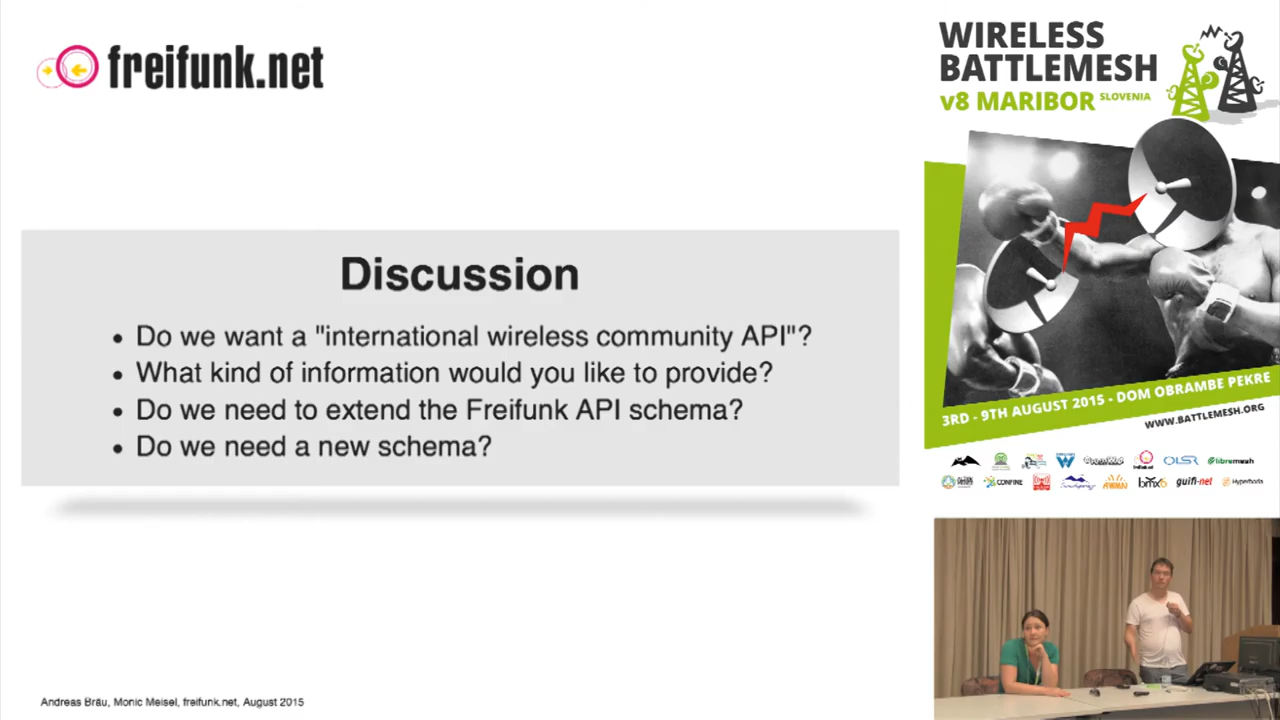 freifunk.net
Discussion
Do we want a "international wireless community API"?
What kind of information would you like to provide?
Do we need to extend the Freifunk API schema?
Do we need a new schema?
Andreas Bräu, Monic Meisel, freifunk.net, August 2015
WIRELESS
BATTLEMESH
v8 MARIBOR SLOVENIA
3RD - 9TH AUGUST 2015 - DOM OBRAMBE PEKRE
WWW.BATTLEMESH.ORG
OLSR
libremesh
CONFINE
AWMN
bmx6
guifi·net
Hyperboria